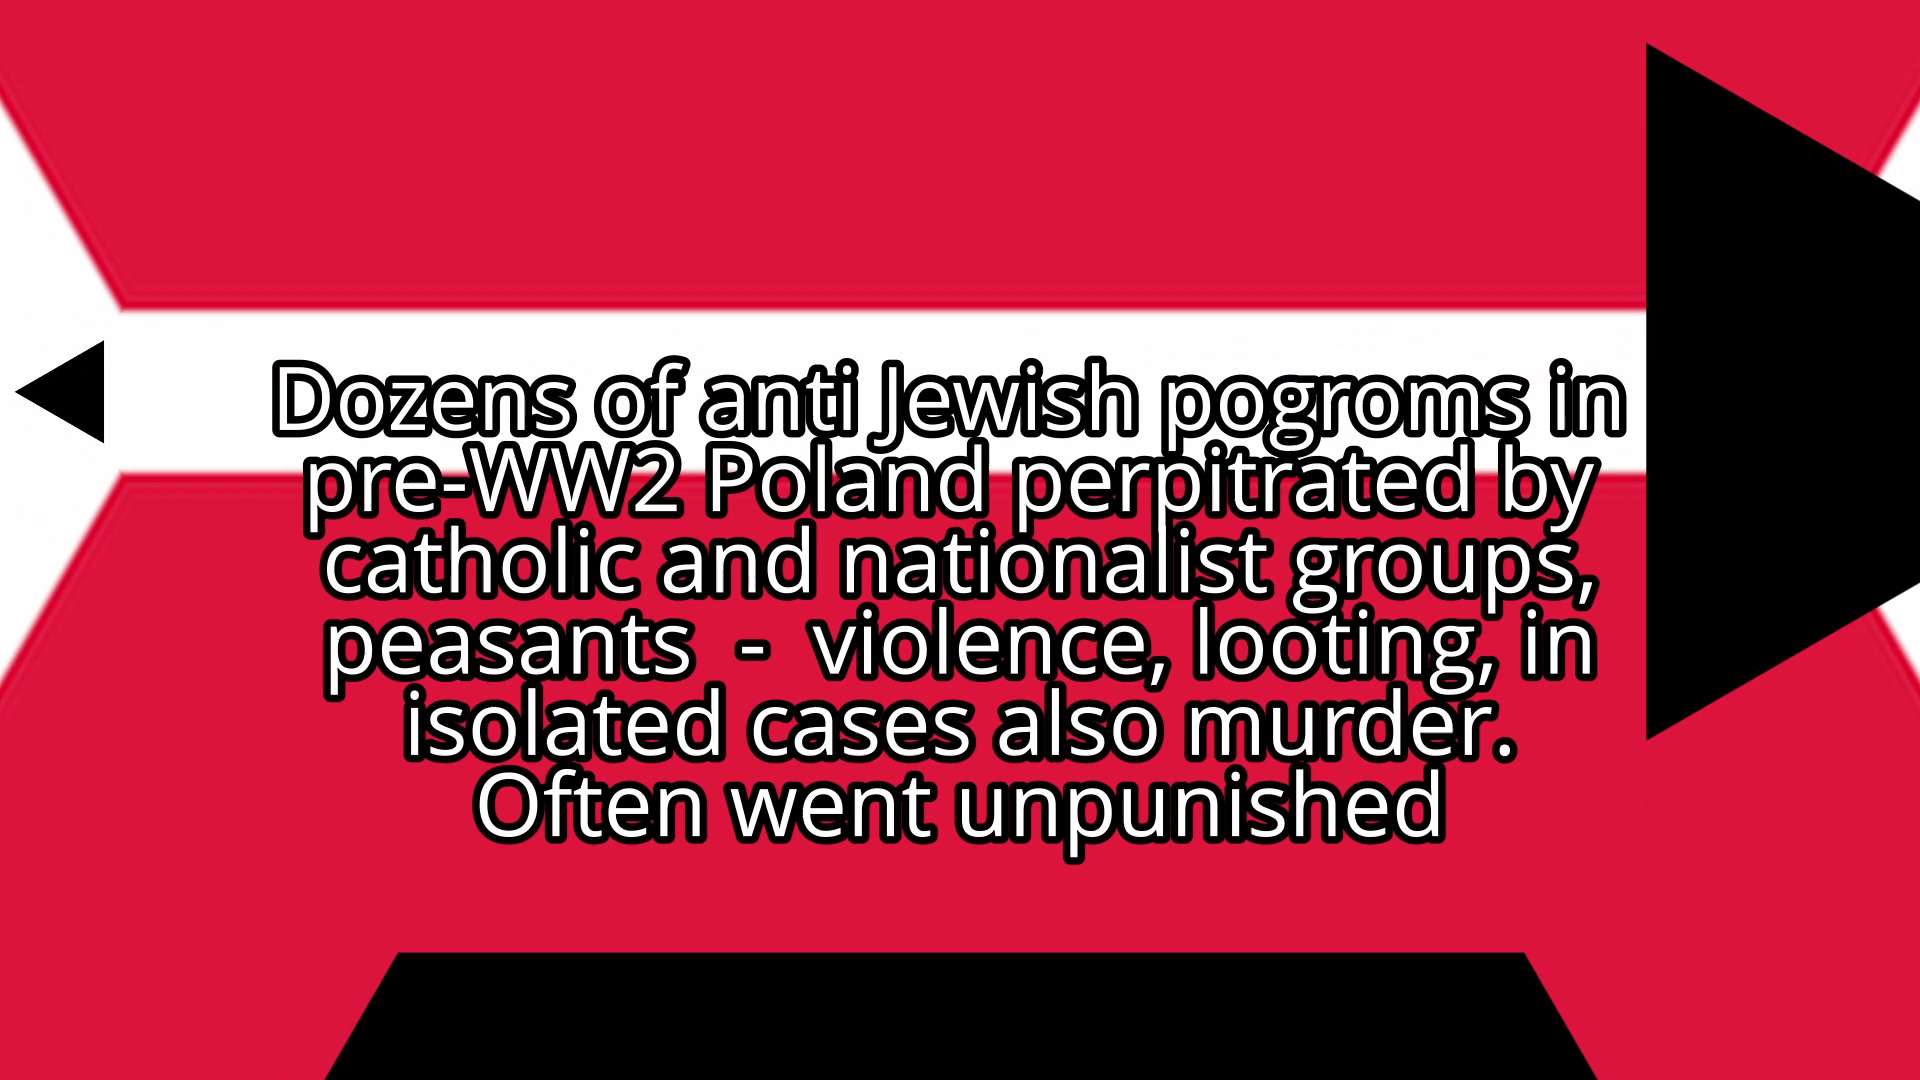 Dozens of anti Jewish pogroms in
pre-WW2 Poland perpitrated by
catholic and nationalist groups,
peasants - violence, looting, in
isolated cases also murder.
Often went unpunished